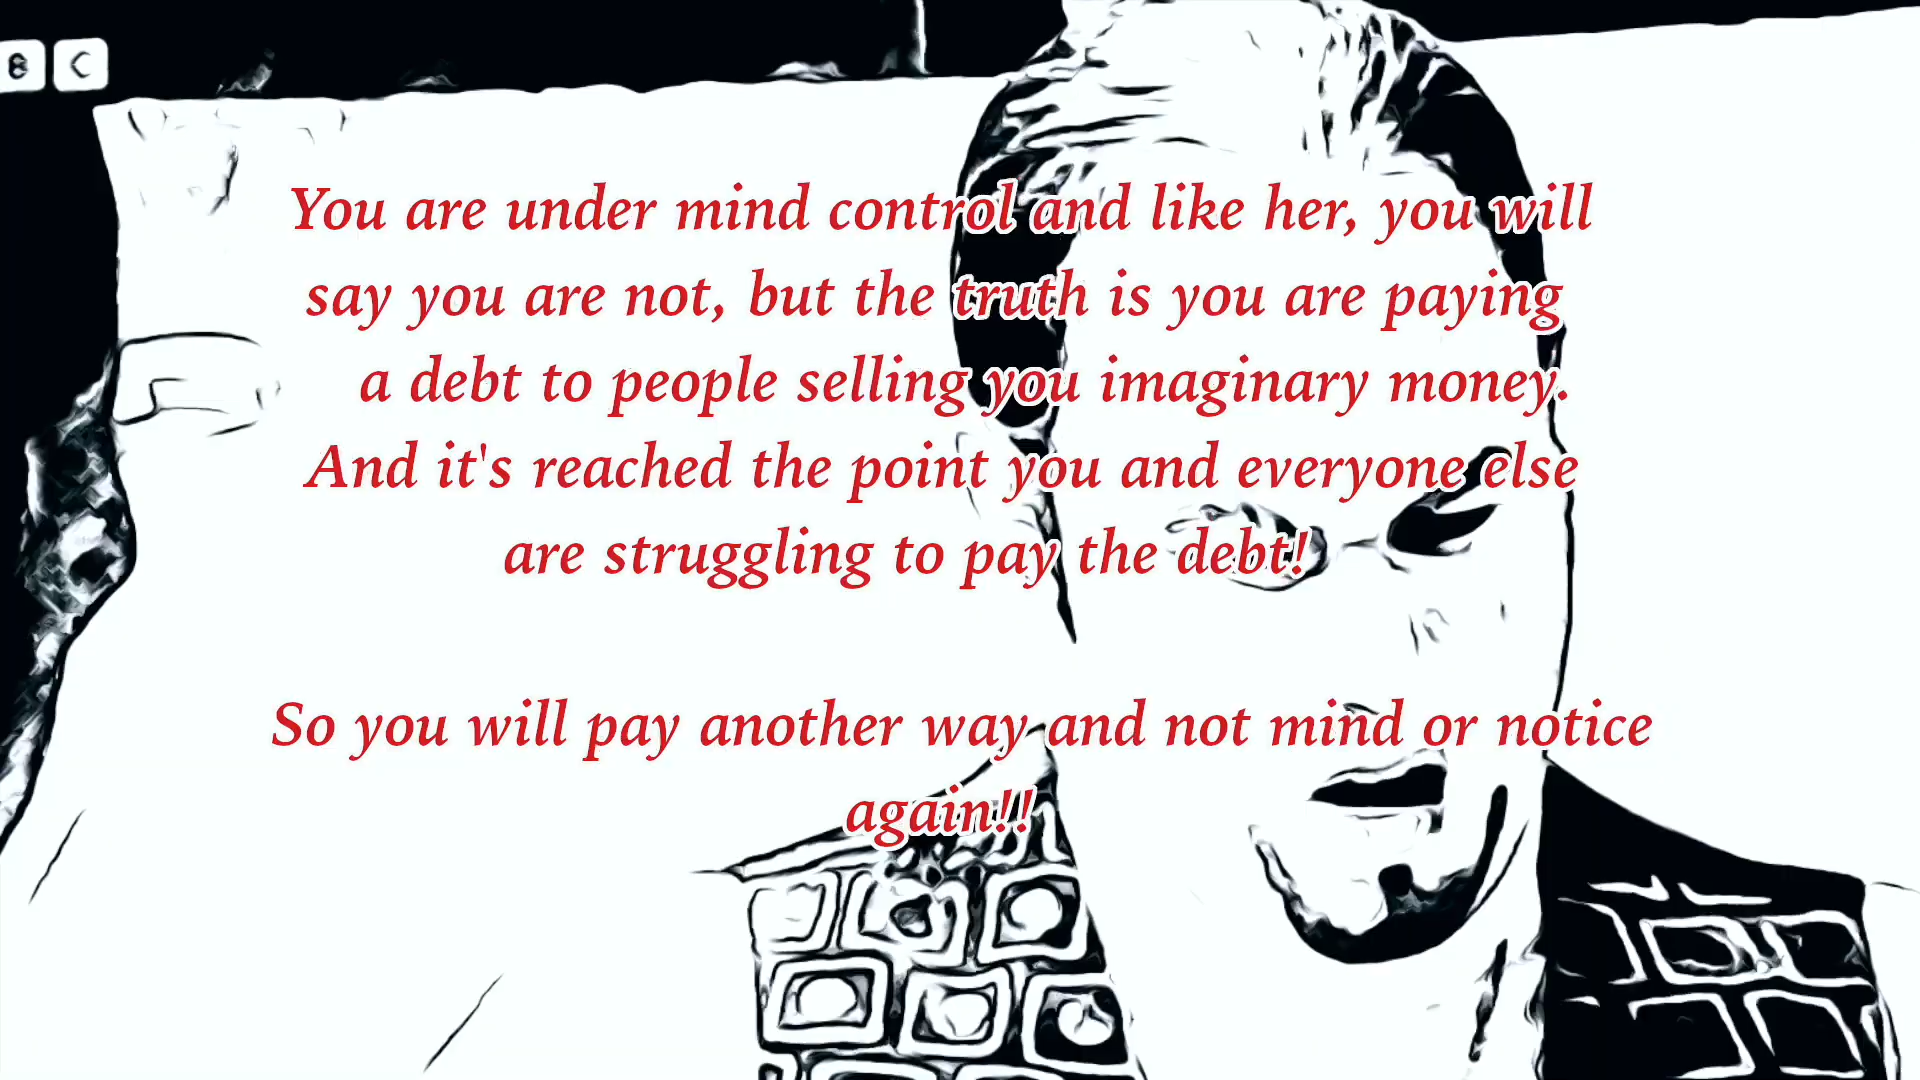 B C
You are under mind control and like her, you will
say you are not, but the truth is you are paying
a debt to people selling you imaginary money.
And it's reached the point you and everyone else
are struggling to pay the debt!
So you will pay another way and not mind or notice
again!!